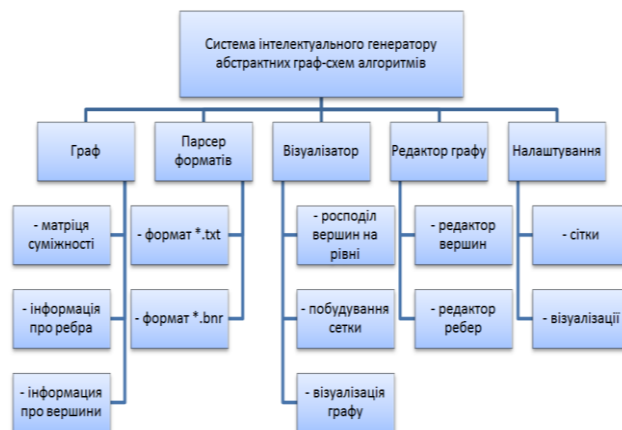 Система інтелектуального генератору
абстрактних граф-схем алгоритмів
Граф
Парсер
форматів
Візуалізатор
Редактор графу
Налаштування
- матріця
суміжності
- інформація
про ребра
- інформация
про вершини
- формат *.txt
- формат *.bnr
- росподіл
вершин на
рівні
- побудування
сетки
- візуалізація
графу
- редактор
вершин
- редактор
ребер
- сітки
- візуалізації